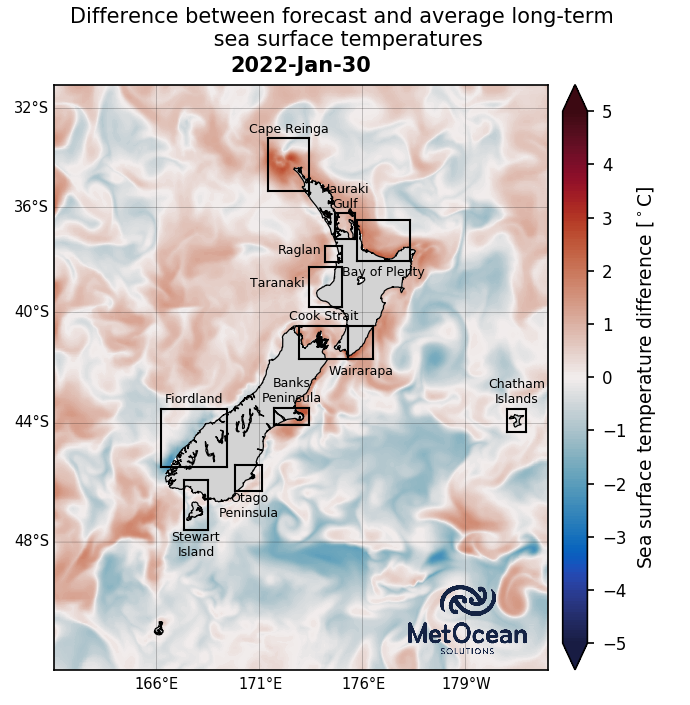 Difference between forecast and average long-term
sea surface temperatures
2022-Jan-30
32°S
36°S
40°S
44°S
48°S
Cape Reinga
Hauraki
Gulf
Raglan
Bay of Plenty
Taranaki
Cook Strait
Wairarapa
Banks
Peninsula
Fiordland
Chatham
Islands
Otago
Peninsula
Stewart
Island
MetOcean
SOLUTIONS
166°E
171°E
176°E
179°W
5
4
3
2
1
0
−1
−2
−3
−4
−5
Sea surface temperature difference [°C]